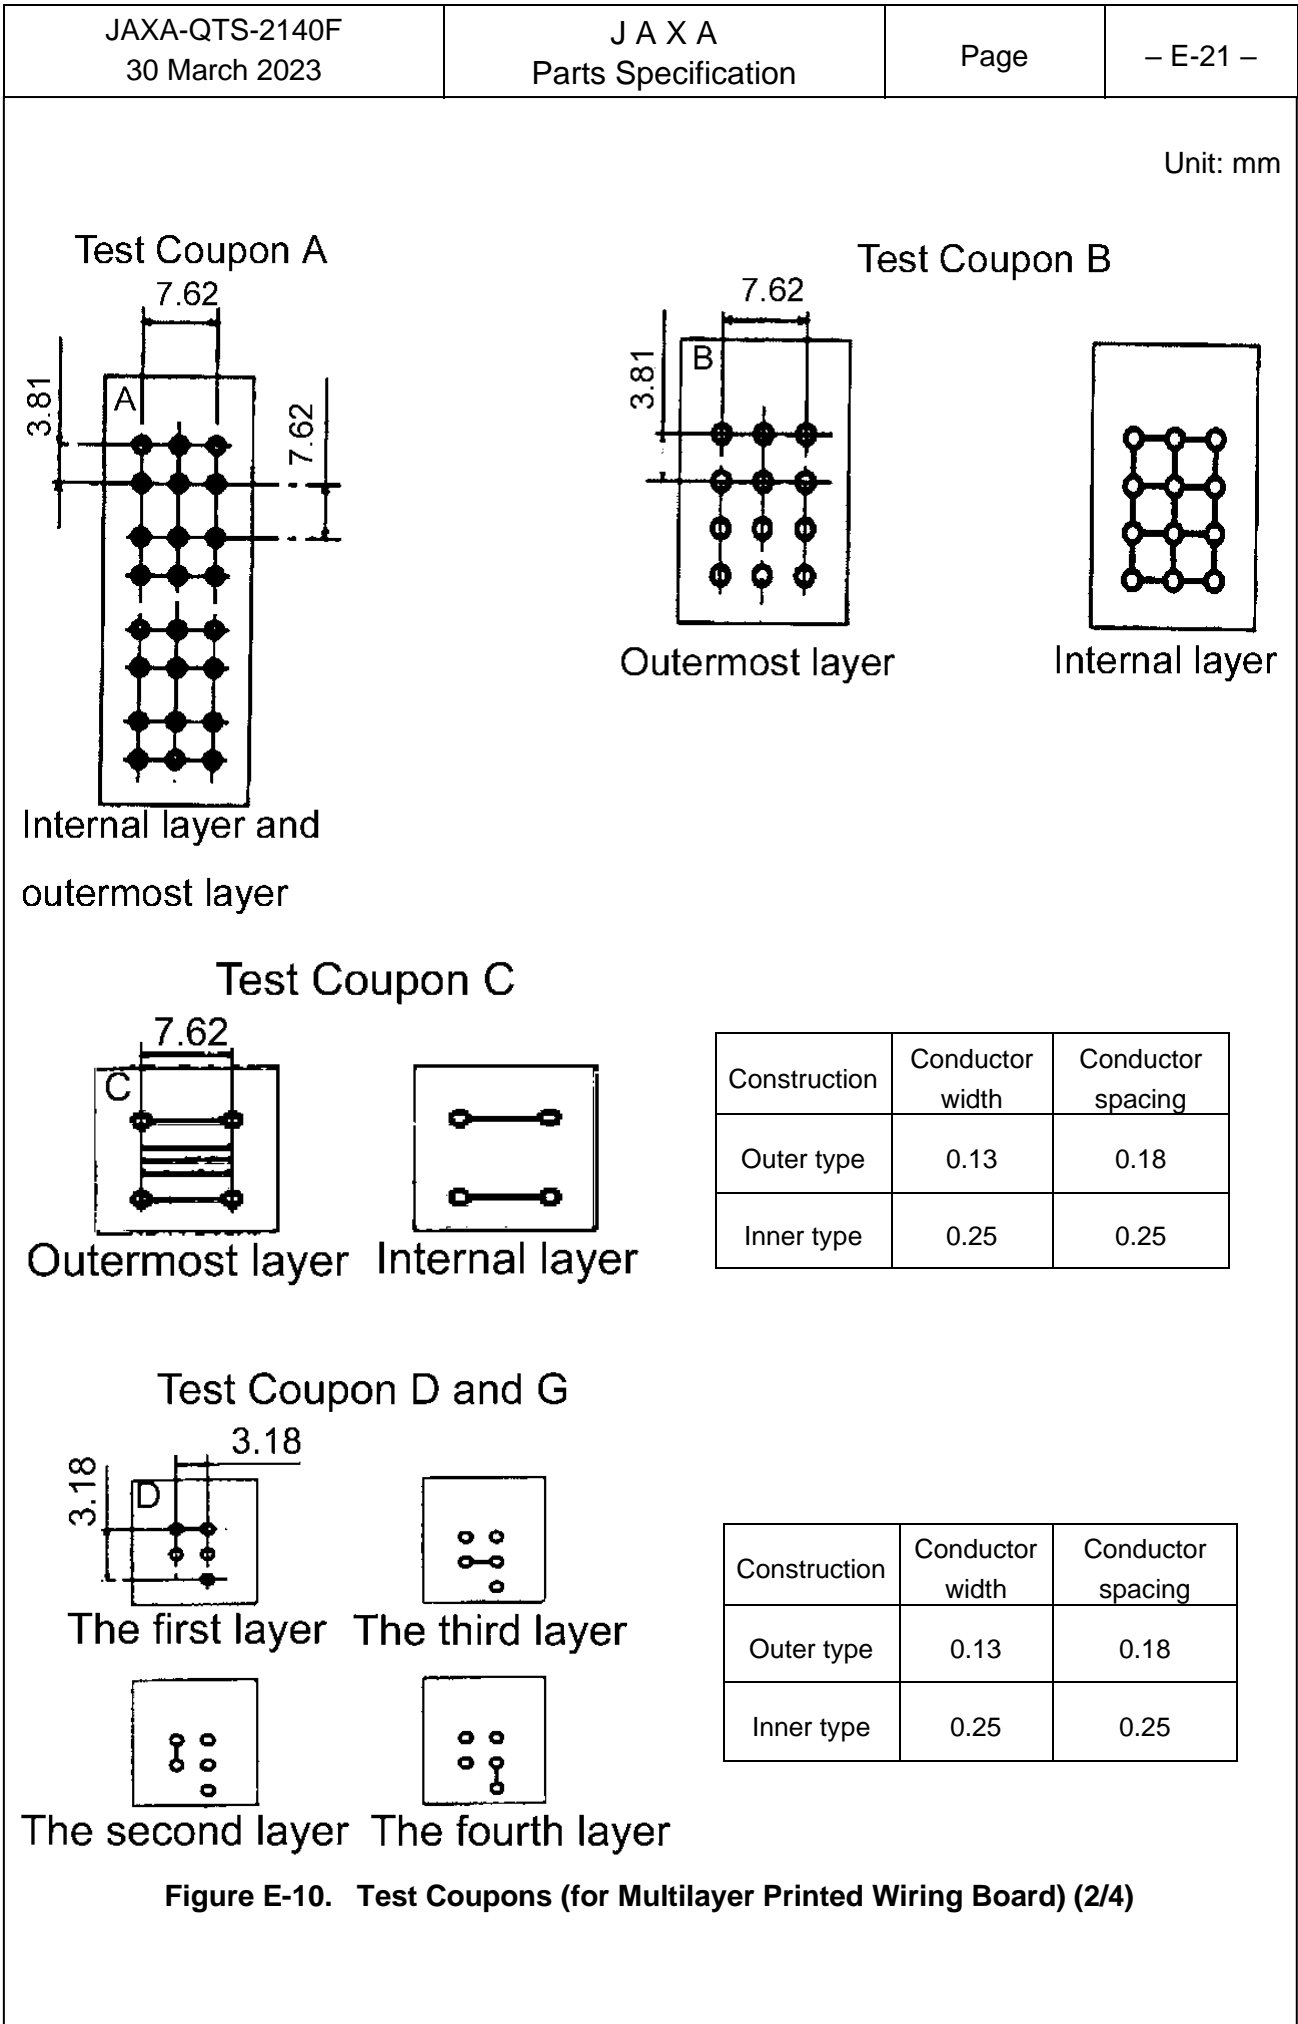 JAXA-QTS-2140F
30 March 2023
J A X A
Parts Specification
Page
– E-21 –
Unit: mm
Test Coupon A
7.62
3.81
A
7.62
Internal layer and
outermost layer
Test Coupon B
7.62
3.81
B
Outermost layer
Internal layer
Test Coupon C
7.62
C
Outermost layer
Internal layer
Construction
Conductor
width
Conductor
spacing
Outer type
0.13
0.18
Inner type
0.25
0.25
Test Coupon D and G
3.18
3.18
D
The first layer
The third layer
The second layer
The fourth layer
Construction
Conductor
width
Conductor
spacing
Outer type
0.13
0.18
Inner type
0.25
0.25
Figure E-10. Test Coupons (for Multilayer Printed Wiring Board) (2/4)